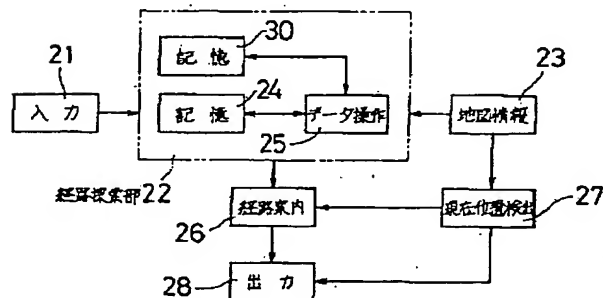 21
入力
30
記憶
24
記憶
データ操作
25
23
地図情報
経路探索部22
経路案内
26
現在位置検出
27
28
出力